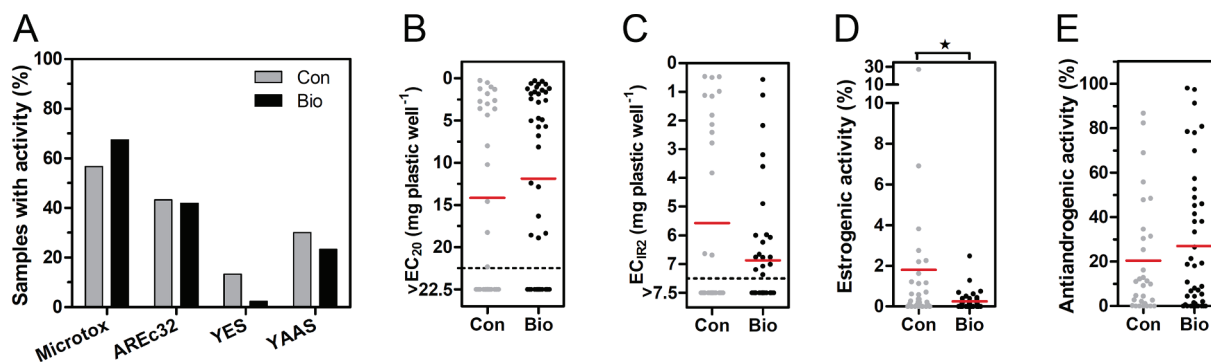 A
Samples with activity (%)
100
80
60
40
20
0
Con
Bio
Microtox
AREc32
YES
YAAS
B
EC20 (mg plastic well-1)
0
5
10
15
20
>22.5
Con Bio
C
ECIR2 (mg plastic well-1)
0
1
2
3
4
5
6
7
>7.5
Con Bio
D
Estrogenic activity (%)
30
20
10
10
8
6
4
2
0
★
Con Bio
E
Antiandrogenic activity (%)
100
80
60
40
20
0
Con Bio